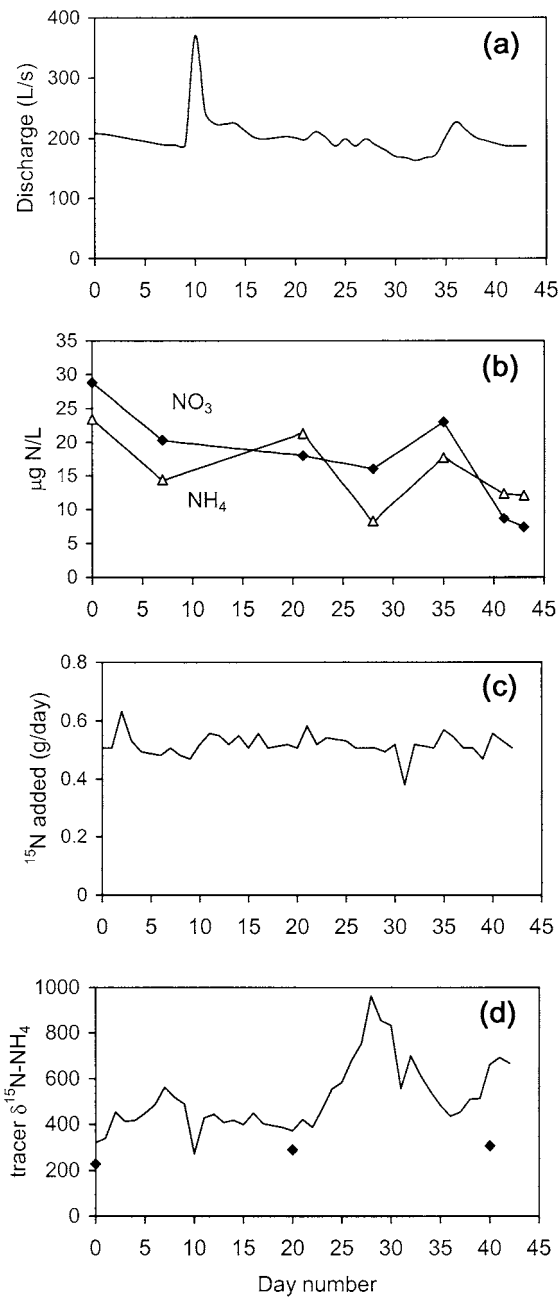 (a)
Discharge (L/s)
400
300
200
100
0
0 5 10 15 20 25 30 35 40 45
(b)
µg N/L
35
30
25
20
15
10
5
0
NO₃
NH₄
0 5 10 15 20 25 30 35 40 45
(c)
¹⁵N added (g/day)
0.8
0.6
0.4
0.2
0
0 5 10 15 20 25 30 35 40 45
(d)
tracer δ¹⁵N-NH₄
1000
800
600
400
200
0
0 5 10 15 20 25 30 35 40 45
Day number